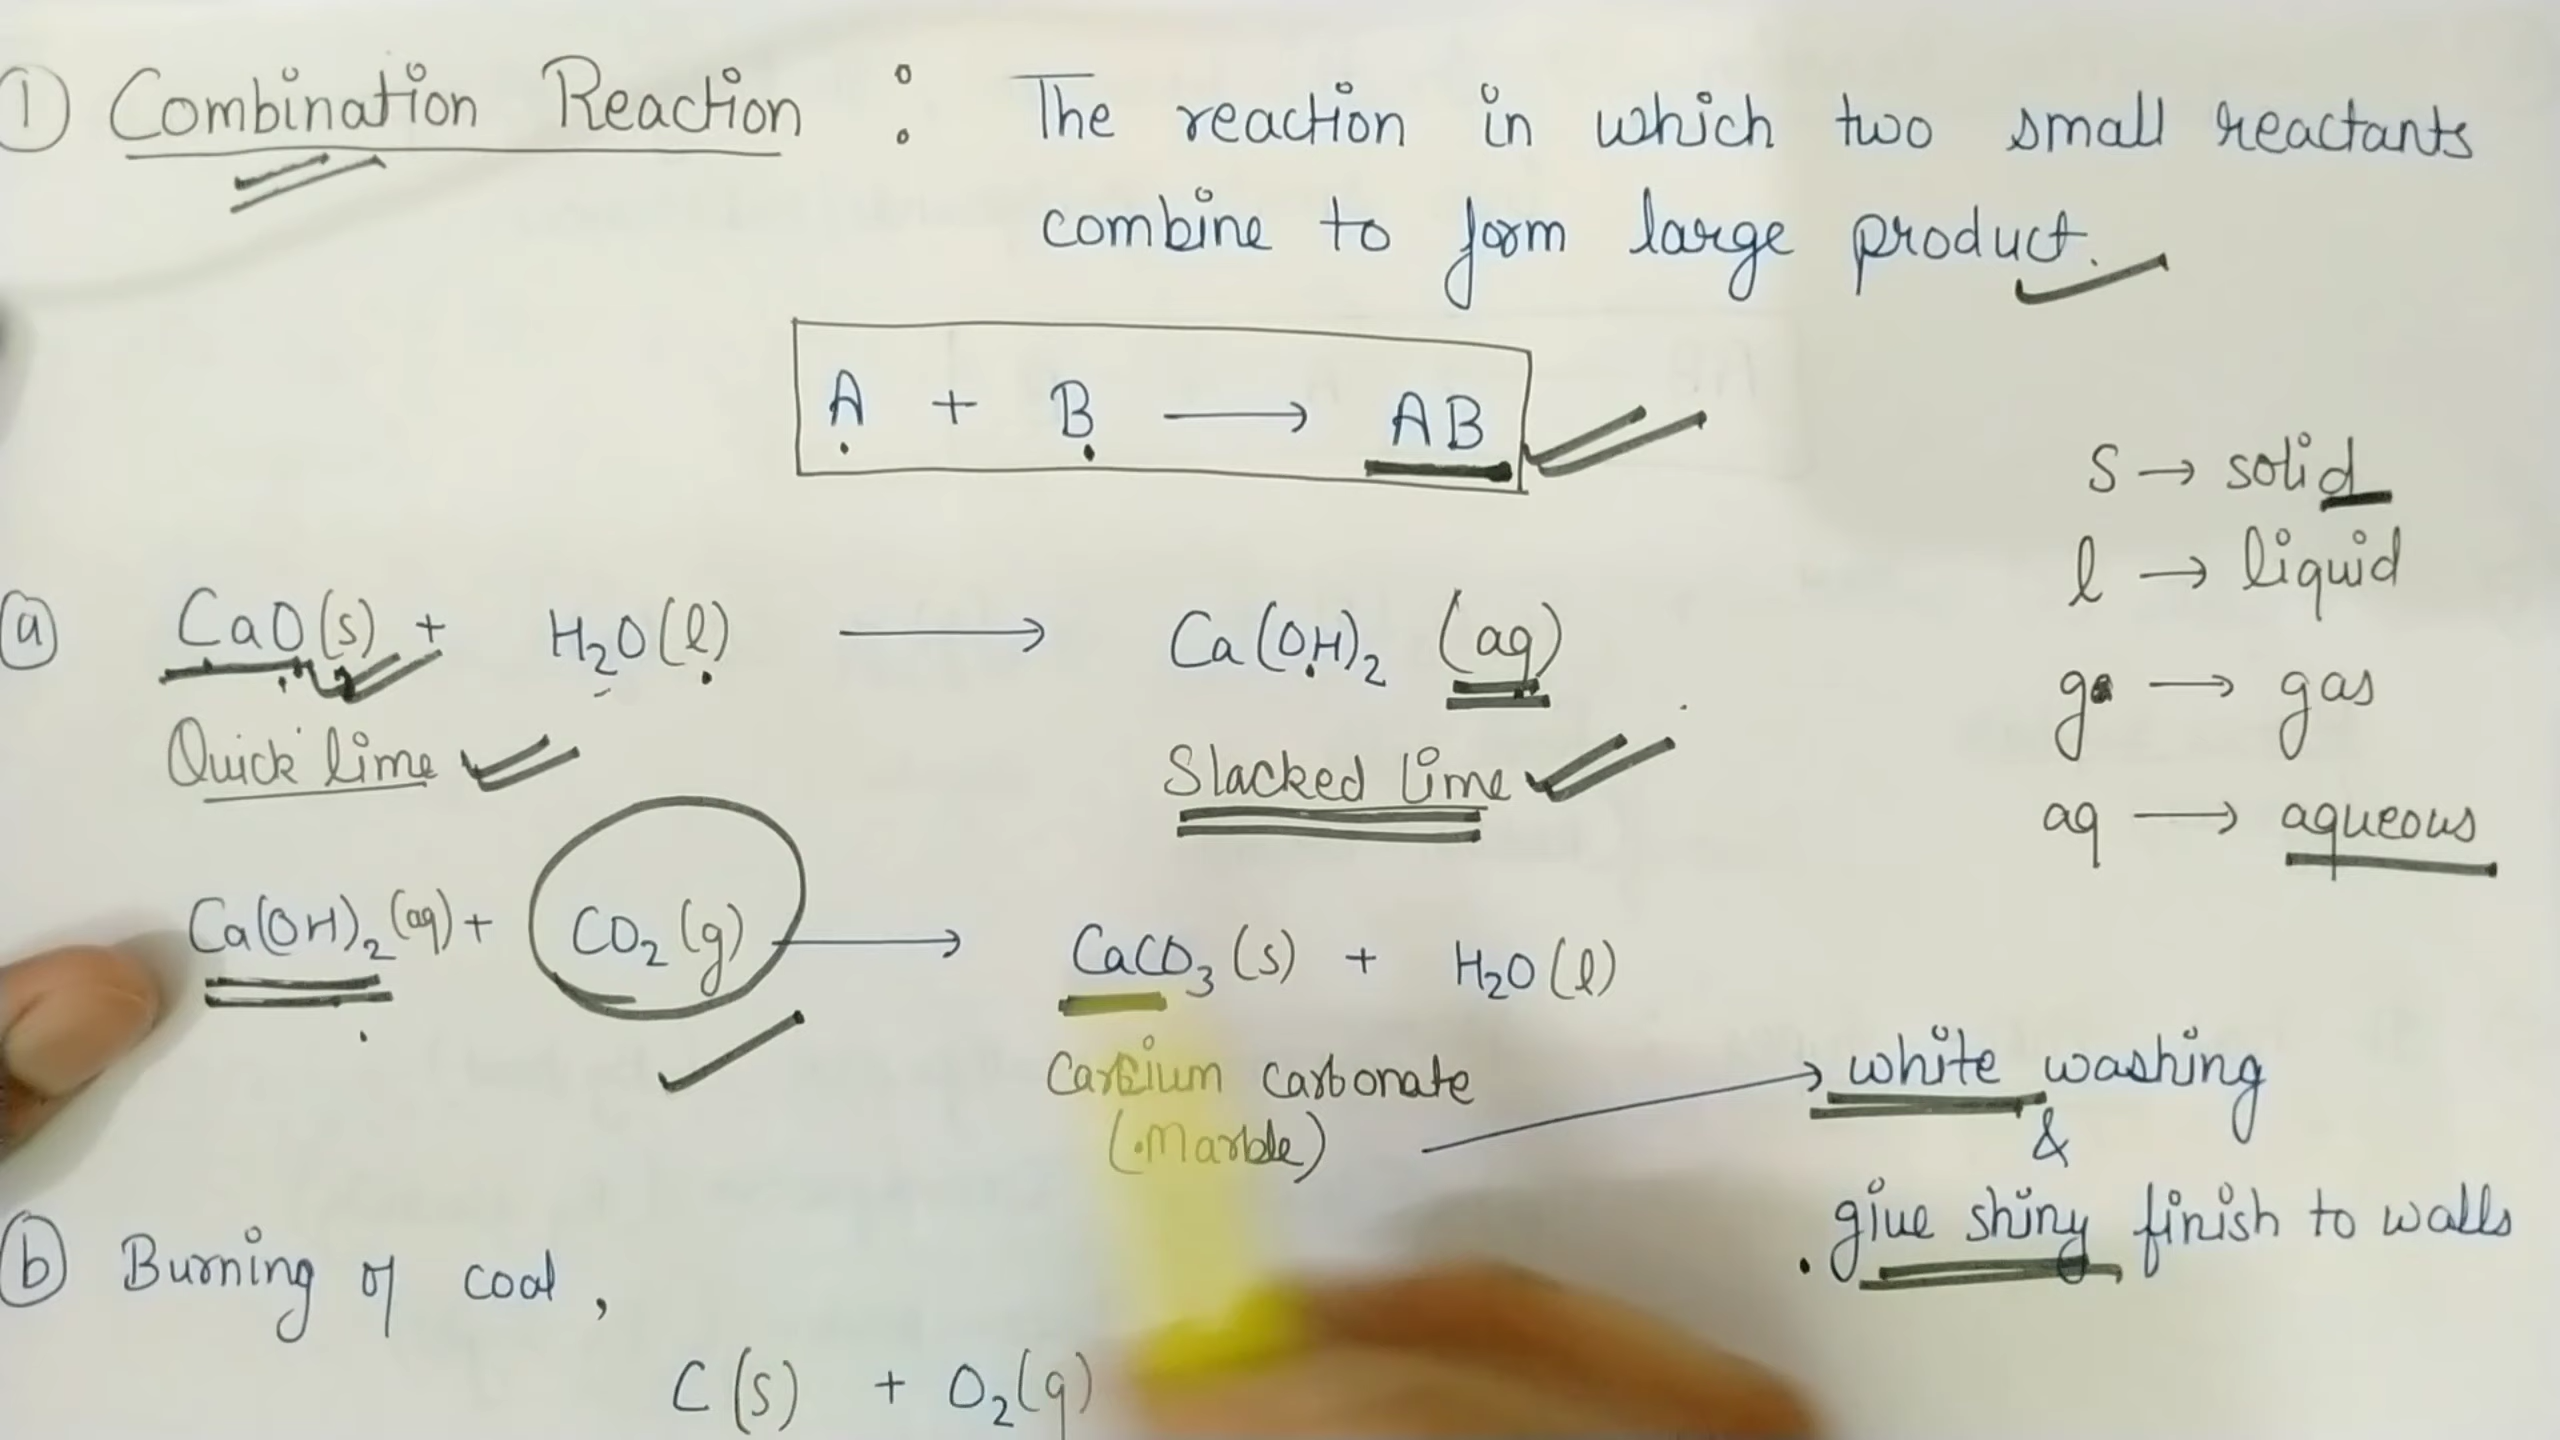 ① Combination Reaction : The reaction in which two small reactants
combine to form large product.
A + B ⟶ AB
s → solid
l → liquid
g → gas
aq → aqueous
ⓐ CaO(s) + H₂O(l) ⟶ Ca(OH)₂ (aq)
Quick lime Slacked lime
Ca(OH)₂(aq) + CO₂(g) ⟶ CaCO₃(s) + H₂O(l)
carbonate
(Marble)
→ white washing
&
give shiny finish to walls
ⓑ Burning of coal,
C(s) + O₂(g)